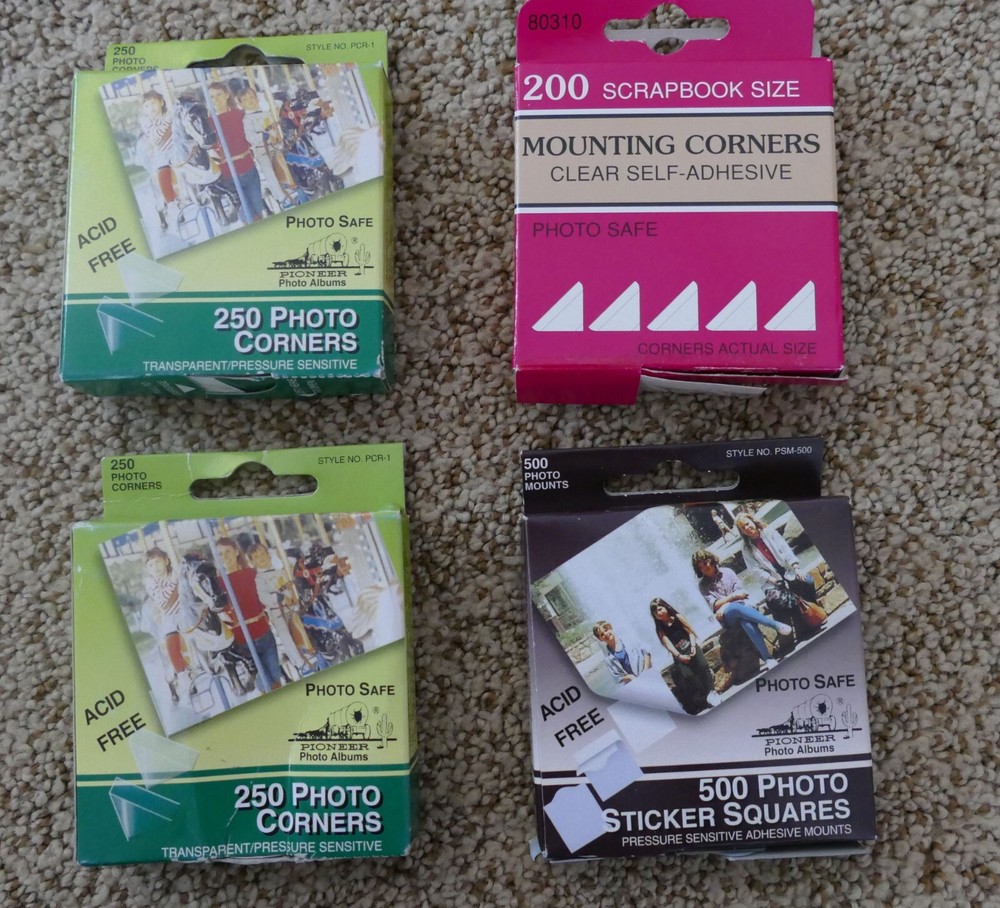 250
PHOTO
CORNERS
STYLE NO. PCR-1
ACID
FREE
PHOTO SAFE
®
PIONEER
Photo Albums
250 PHOTO
CORNERS
TRANSPARENT/PRESSURE SENSITIVE
80310
200 SCRAPBOOK SIZE
MOUNTING CORNERS
CLEAR SELF-ADHESIVE
PHOTO SAFE
CORNERS ACTUAL SIZE
250
PHOTO
CORNERS
STYLE NO. PCR-1
ACID
FREE
PHOTO SAFE
®
PIONEER
Photo Albums
250 PHOTO
CORNERS
TRANSPARENT/PRESSURE SENSITIVE
500
PHOTO
MOUNTS
STYLE NO. PSM-500
ACID
FREE
PHOTO SAFE
®
PIONEER
Photo Albums
500 PHOTO
STICKER SQUARES
PRESSURE SENSITIVE ADHESIVE MOUNTS